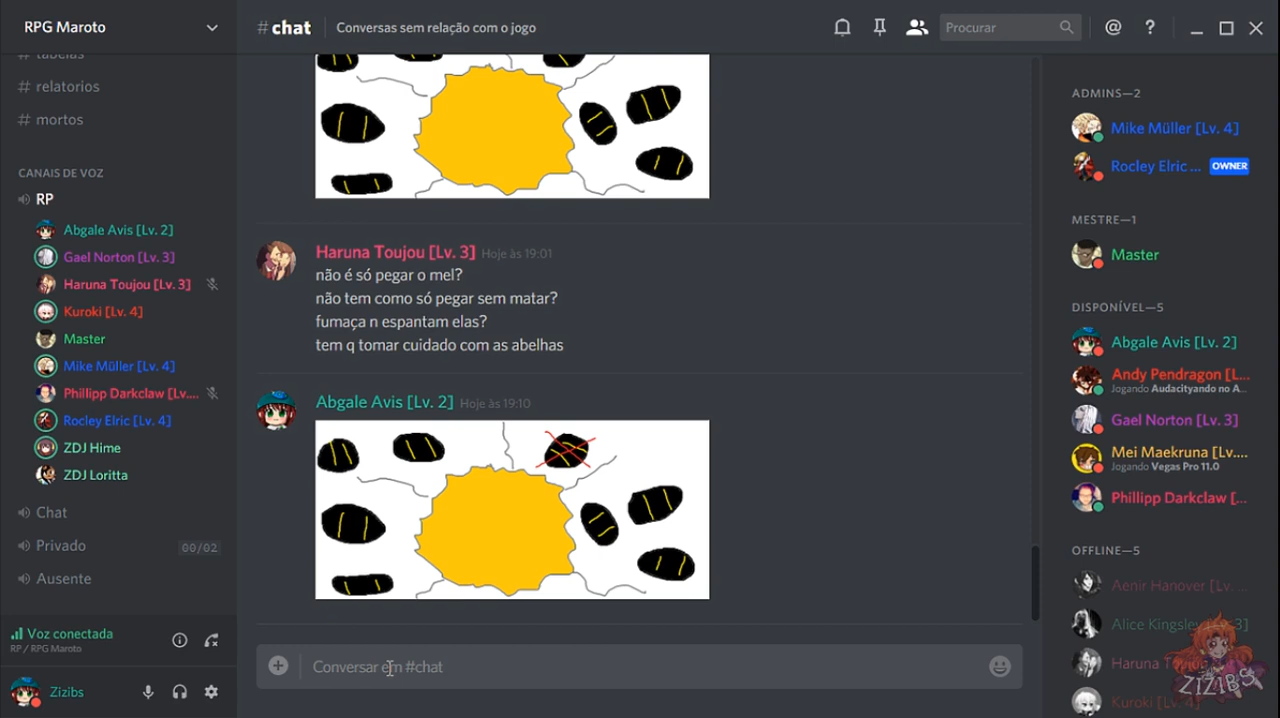 RPG Maroto
# chat
Conversas sem relação com o jogo
Procurar
@
?
# tabelas
# relatorios
# mortos
CANAIS DE VOZ
RP
Abgale Avis [Lv. 2]
Gael Norton [Lv. 3]
Haruna Toujou [Lv. 3]
Kuroki [Lv. 4]
Master
Mike Müller [Lv. 4]
Phillipp Darkclaw [Lv....
Rocley Elric [Lv. 4]
ZDJ Hime
ZDJ Loritta
Chat
Privado
00/02
Ausente
Voz conectada
RP / RPG Maroto
Zizibs
Haruna Toujou [Lv. 3] Hoje às 19:01
não é só pegar o mel?
não tem como só pegar sem matar?
fumaça n espantam elas?
tem q tomar cuidado com as abelhas
Abgale Avis [Lv. 2] Hoje às 19:10
Conversar em #chat
ADMINS—2
Mike Müller [Lv. 4]
Rocley Elric ... OWNER
MESTRE—1
Master
DISPONÍVEL—5
Abgale Avis [Lv. 2]
Andy Pendragon [L...
Jogando Audacityando no A...
Gael Norton [Lv. 3]
Mei Maekruna [Lv....
Jogando Vegas Pro 11.0
Phillipp Darkclaw [...
OFFLINE—5
Aenir Hanover [Lv. ...
Alice Kingsley [Lv. 3]
Haruna
Kuroki [Lv. 4]
ZIZIBS